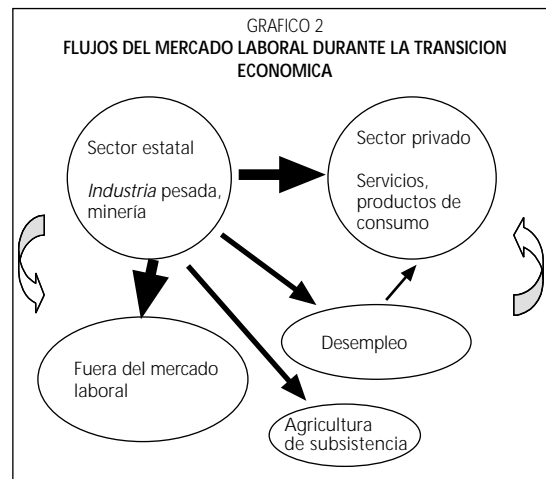 GRAFICO 2
FLUJOS DEL MERCADO LABORAL DURANTE LA TRANSICION
ECONOMICA
Sector estatal
Industria pesada,
minería
Sector privado
Servicios,
productos de
consumo
Fuera del mercado
laboral
Desempleo
Agricultura
de subsistencia